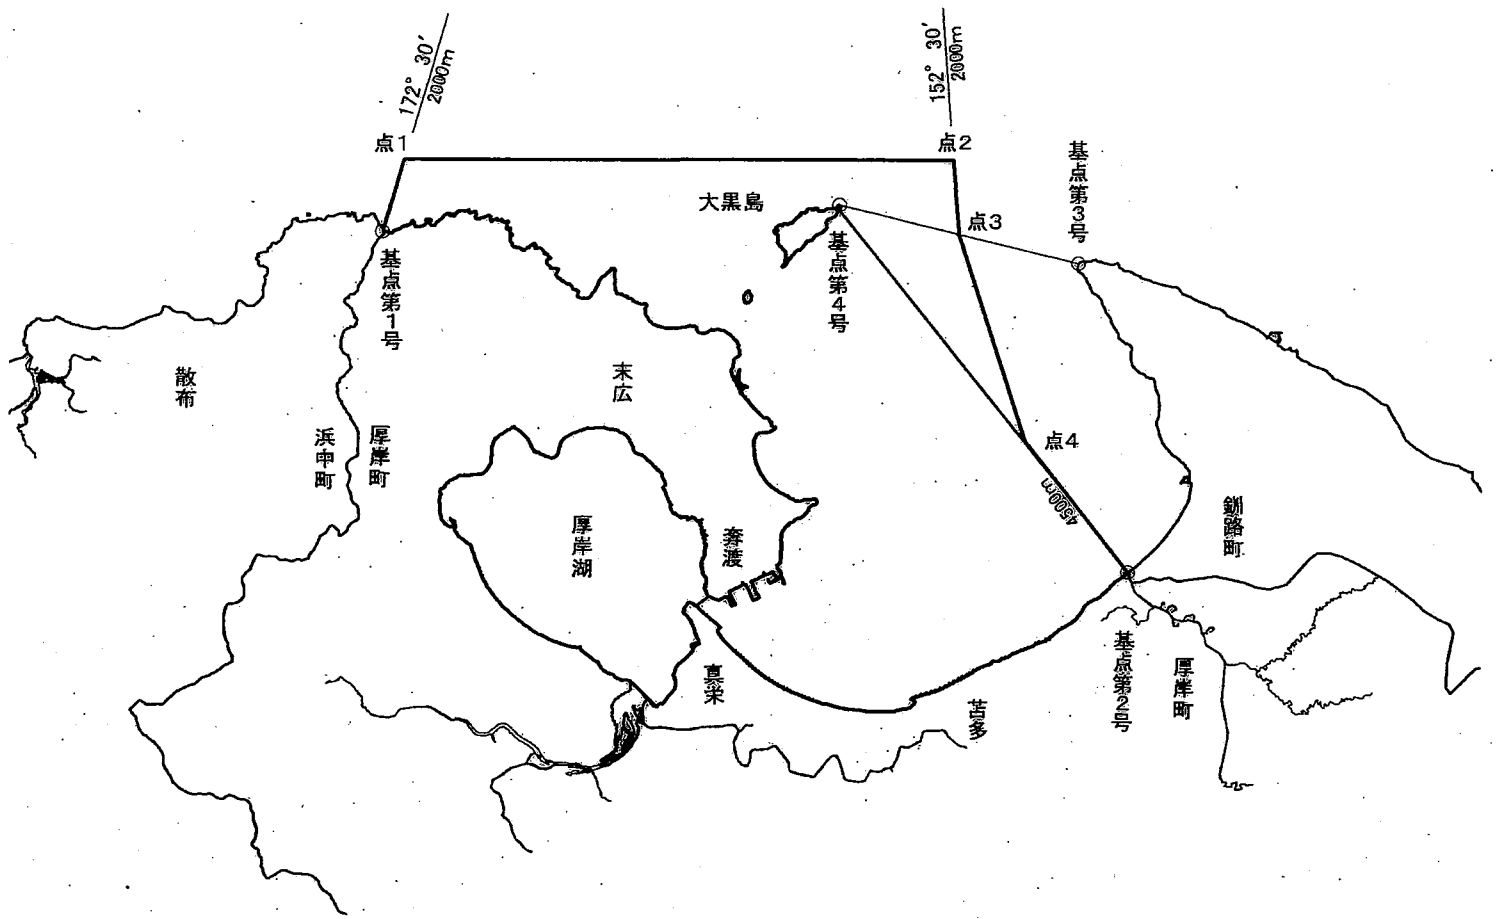 172° 30′
2000m
152° 30′
2000m
点1
点2
基点第3号
大黒島
点3
基点第1号
基点第4号
散布
末広
浜中町
厚岸町
点4
4500m
釧路町
厚岸湖
奔渡
真栄
苫多
基点第2号
厚岸町